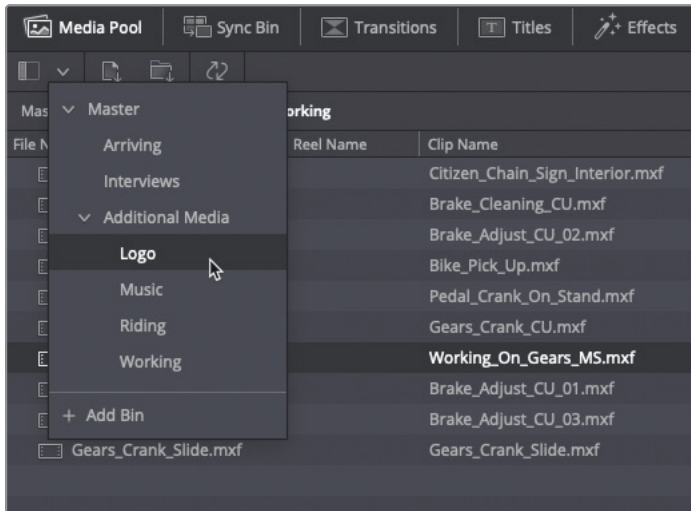 Media Pool Sync Bin Transitions Titles Effects
Mas
orking
File N Reel Name Clip Name
Master
Arriving
Interviews
Additional Media
Logo
Music
Riding
Working
+ Add Bin
Citizen_Chain_Sign_Interior.mxf
Brake_Cleaning_CU.mxf
Brake_Adjust_CU_02.mxf
Bike_Pick_Up.mxf
Pedal_Crank_On_Stand.mxf
Gears_Crank_CU.mxf
Working_On_Gears_MS.mxf
Brake_Adjust_CU_01.mxf
Brake_Adjust_CU_03.mxf
Gears_Crank_Slide.mxf Gears_Crank_Slide.mxf